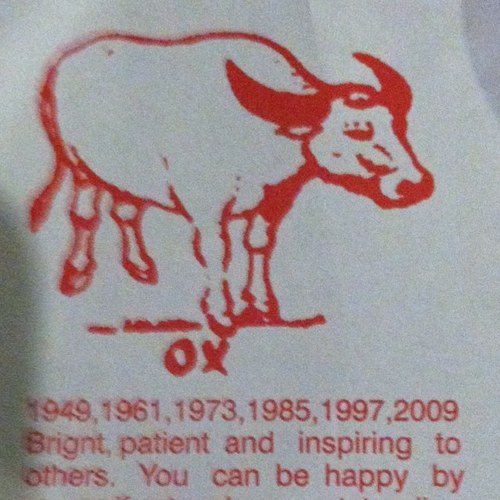 OX
1949,1961,1973,1985,1997,2009
Bright, patient and inspiring to
others. You can be happy by